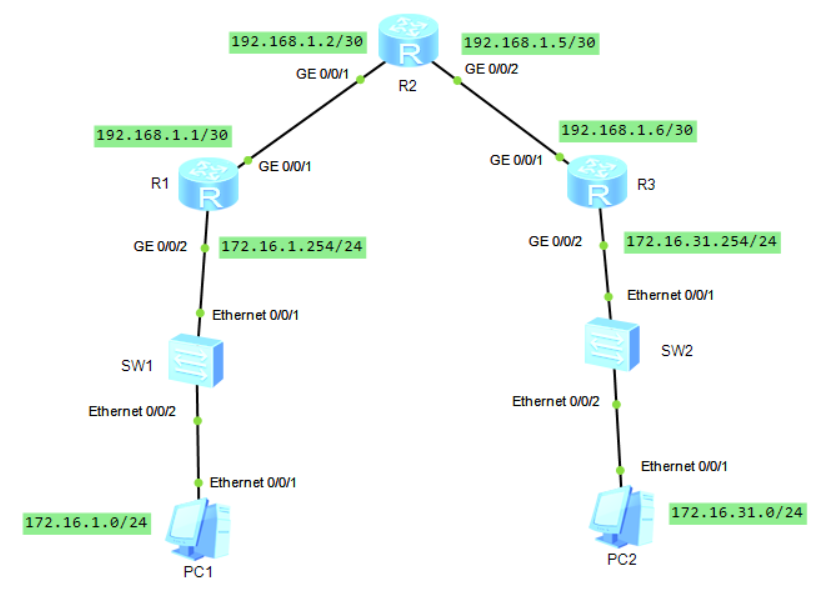 192.168.1.2/30
192.168.1.5/30
GE 0/0/1
R
GE 0/0/2
R2
192.168.1.1/30
192.168.1.6/30
GE 0/0/1
GE 0/0/1
R1
R
R
R3
GE 0/0/2
172.16.1.254/24
GE 0/0/2
172.16.31.254/24
Ethernet 0/0/1
Ethernet 0/0/1
SW1
SW2
Ethernet 0/0/2
Ethernet 0/0/2
Ethernet 0/0/1
Ethernet 0/0/1
172.16.1.0/24
172.16.31.0/24
PC1
PC2